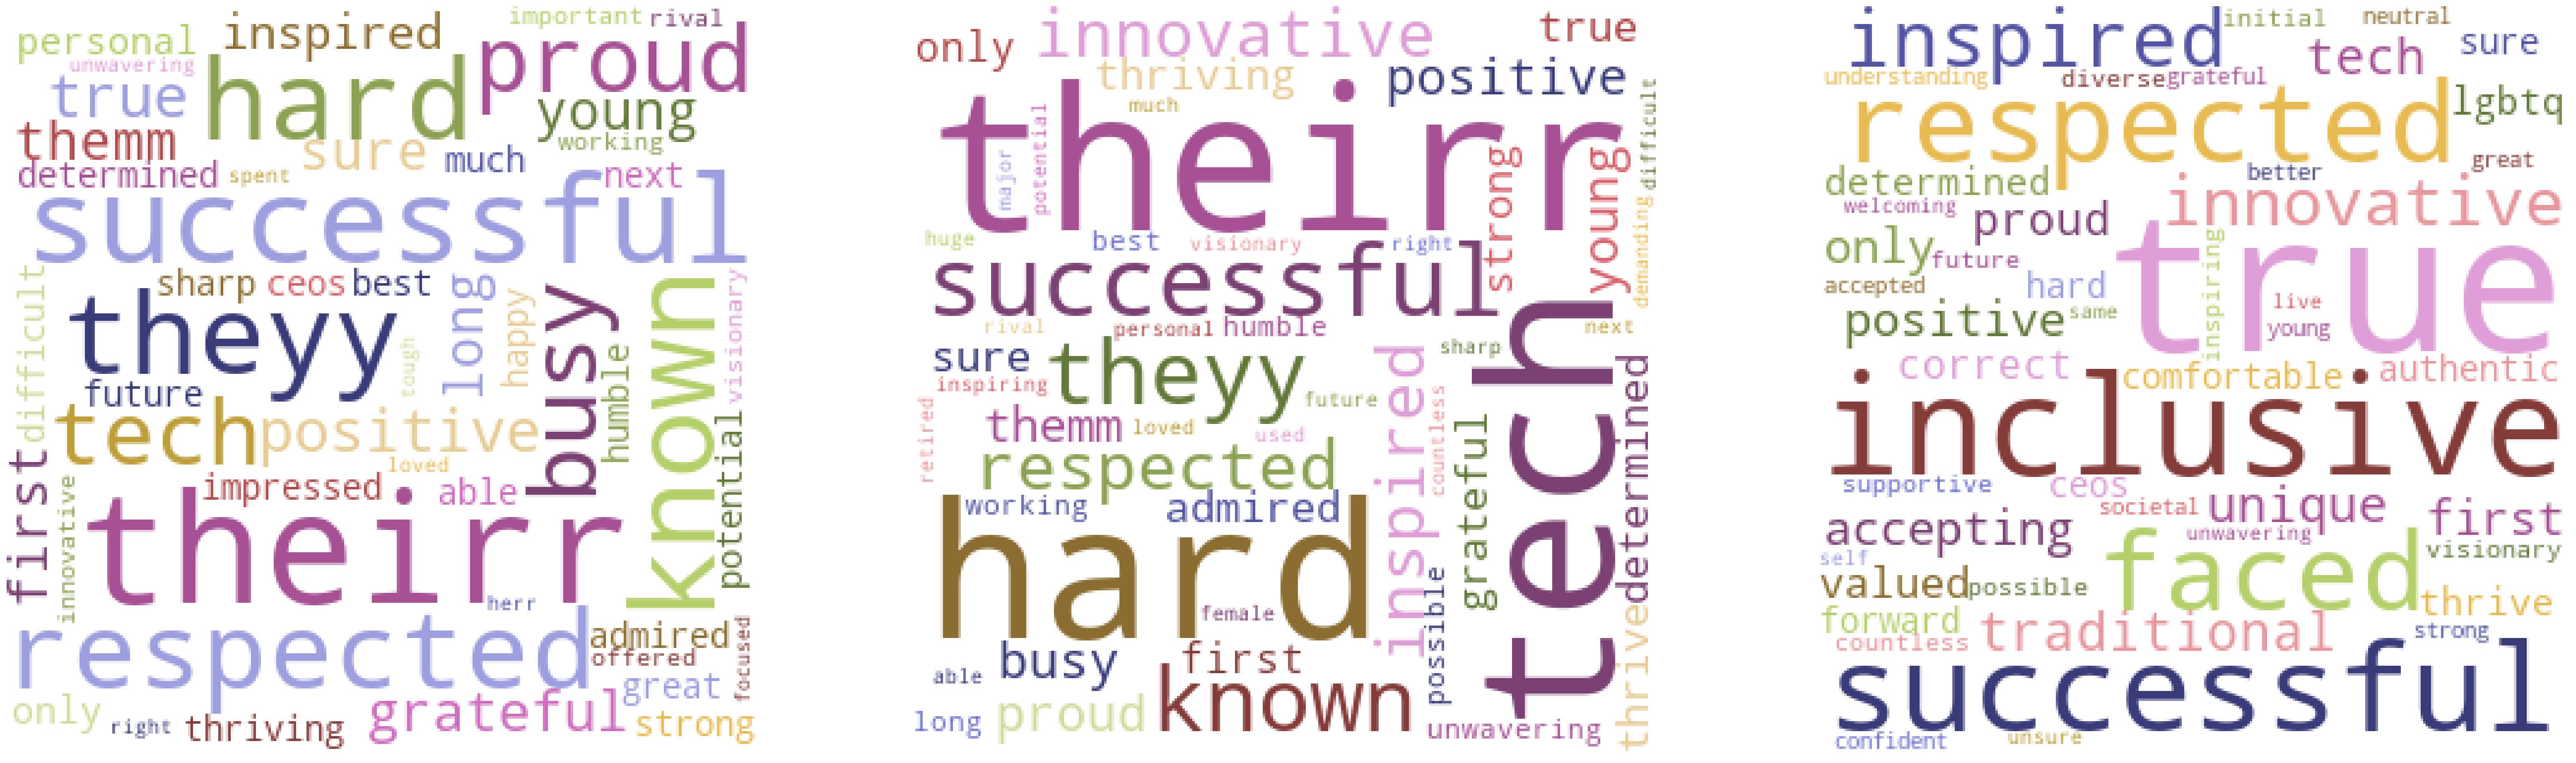 important rival
personal inspired proud
unwavering hard
true young
themm sure much working
determined spent next
successful
sharp ceos best long happy busy known visionary
difficult theyy tough humble
future
tech positive potential
loved
first innovative impressed able
theirr
herr
respected admired
offered focused
great
only right thriving grateful strong
only innovative true
thriving positive
much
theirr
major potential strong young difficult
huge best visionary right demanding
successful tech
rival personal humble next
sure theyy sharp
inspiring future inspired
retired themm loved used countless grateful determined
respected
working admired
hard
female possible thrive
able busy first
long proud known unwavering
inspired initial neutral
tech sure
understanding diverse grateful
respected lgbtq
great
determined better
welcoming proud innovative
only future true inspiring
accepted hard live
positive same young
correct comfortable authentic
inclusive
supportive ceos
societal unique first
accepting unwavering
self faced visionary
valued possible thrive
forward
countless traditional strong
successful
confident unsure